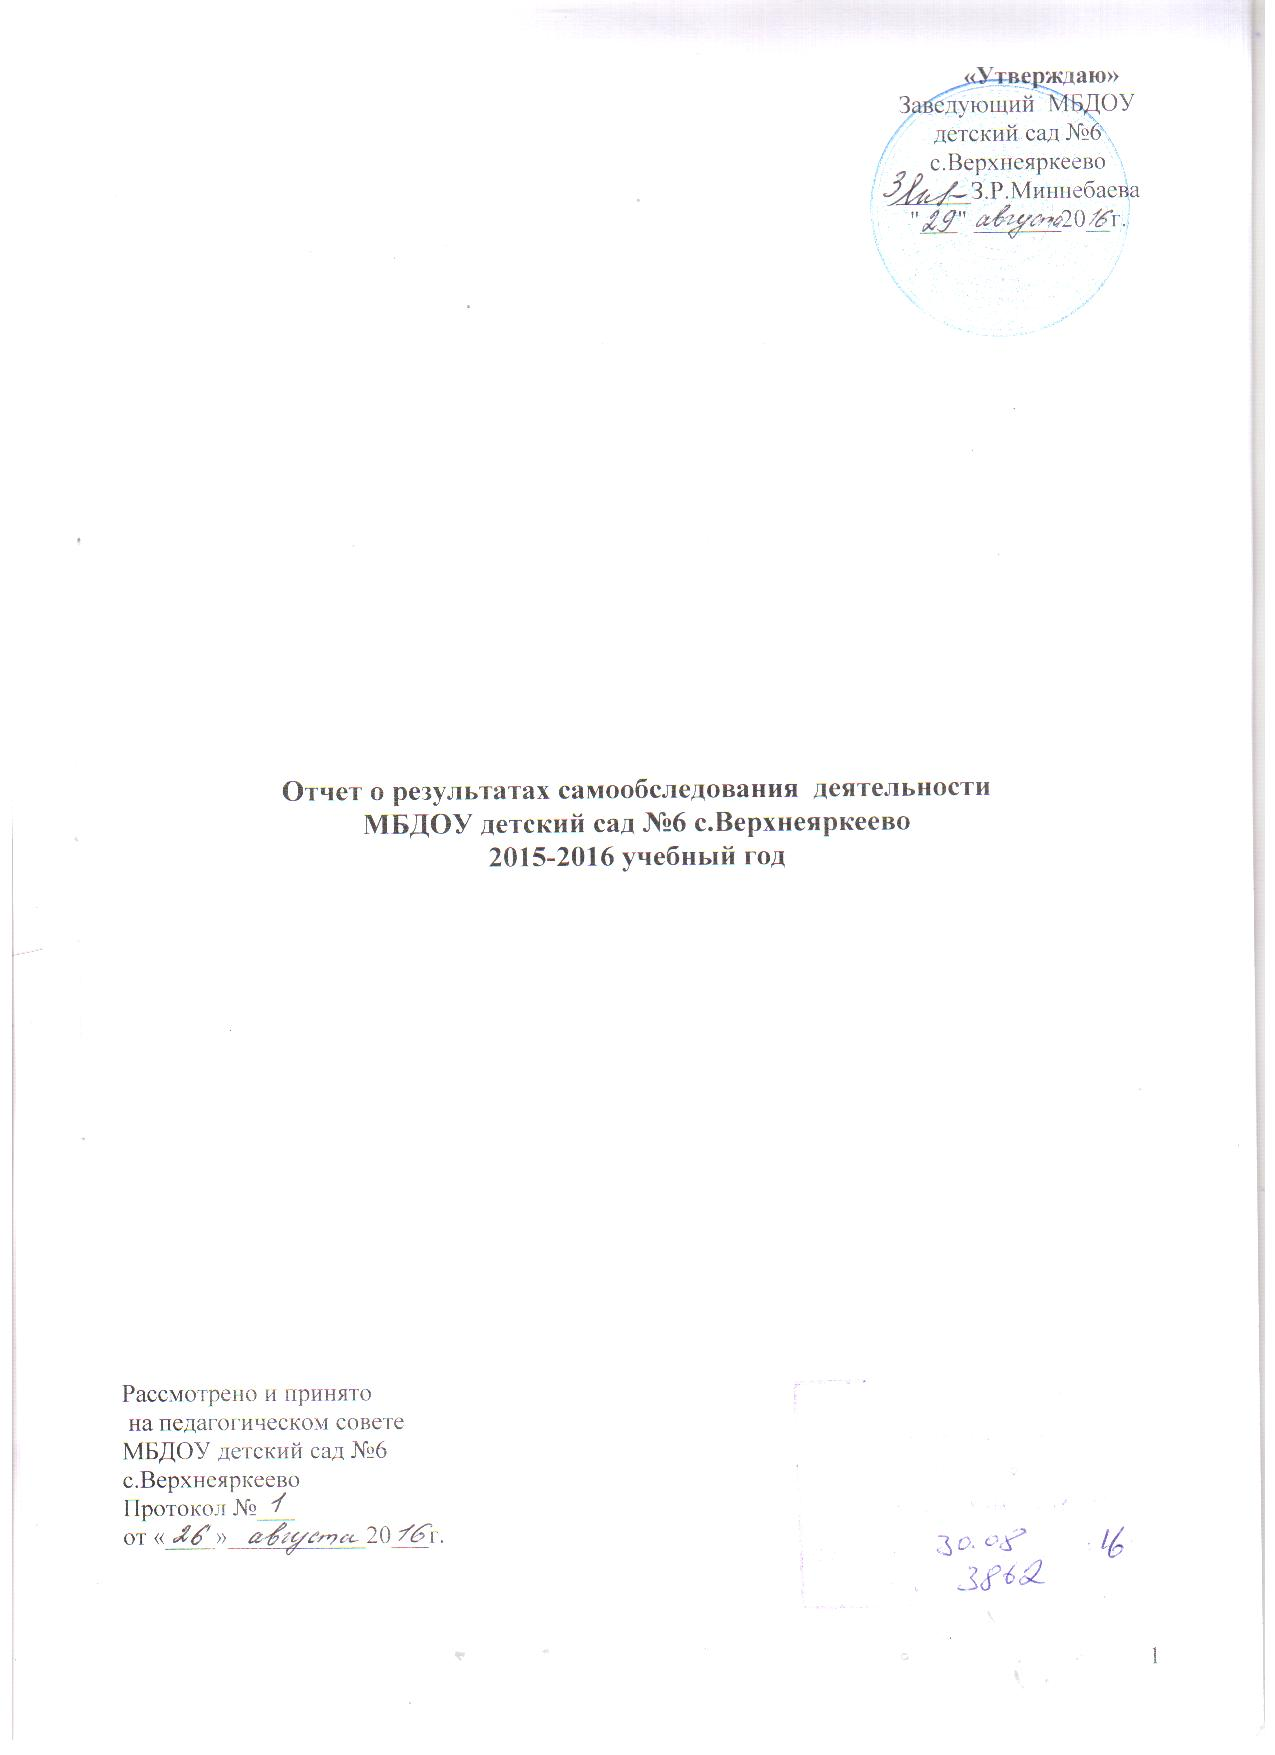 «Утверждаю»
Заведующий МБДОУ
детский сад №6
с.Верхнеяркеево
З.Р.Миннебаева
"29" августа 2016г.
Отчет о результатах самообследования деятельности
МБДОУ детский сад №6 с.Верхнеяркеево
2015-2016 учебный год
Рассмотрено и принято
на педагогическом совете
МБДОУ детский сад №6
с.Верхнеяркеево
Протокол № 1
от «26» августа 2016г.
30.08 16
3862
1